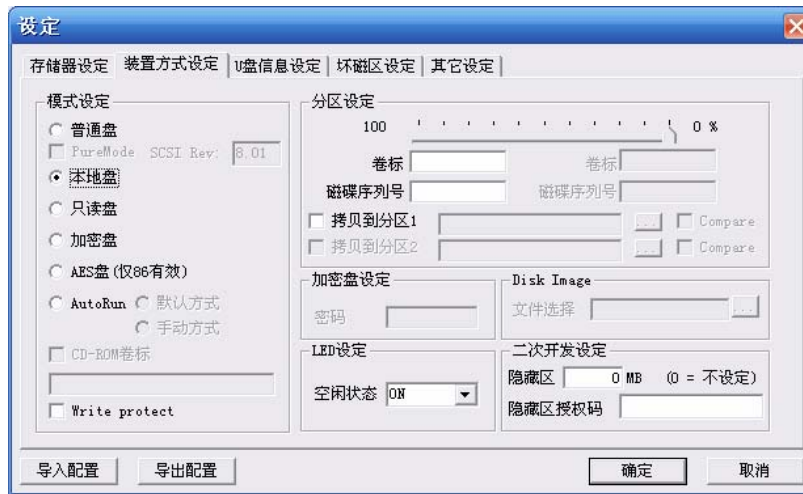 设定
存储器设定 装置方式设定 U盘信息设定 坏磁区设定 其它设定
模式设定
普通盘
PureMode SCSI Rev: 8.01
本地盘
只读盘
加密盘
AES盘(仅86有效)
AutoRun 默认方式
手动方式
CD-ROM卷标
Write protect
分区设定
100 0 %
卷标 卷标
磁碟序列号 磁碟序列号
拷贝到分区1 ... Compare
拷贝到分区2 ... Compare
加密盘设定
密码
Disk Image
文件选择 ...
LED设定
空闲状态 ON
二次开发设定
隐藏区 0 MB (0 = 不设定)
隐藏区授权码
导入配置 导出配置 确定 取消